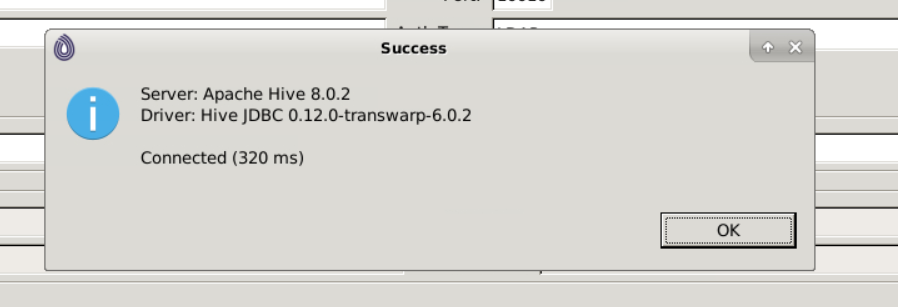 Success
Server: Apache Hive 8.0.2
Driver: Hive JDBC 0.12.0-transwarp-6.0.2
Connected (320 ms)
OK